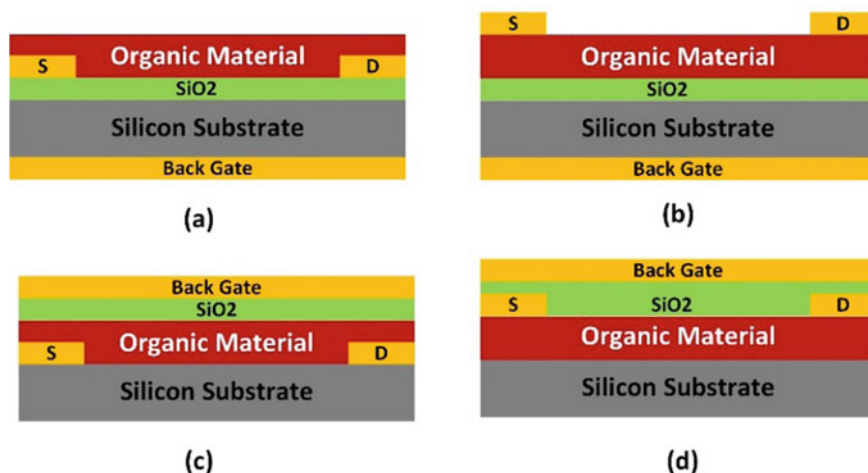 Organic Material
S D
SiO2
Silicon Substrate
Back Gate
(a)
S D
Organic Material
SiO2
Silicon Substrate
Back Gate
(b)
Back Gate
SiO2
Organic Material
S D
Silicon Substrate
(c)
Back Gate
S SiO2 D
Organic Material
Silicon Substrate
(d)